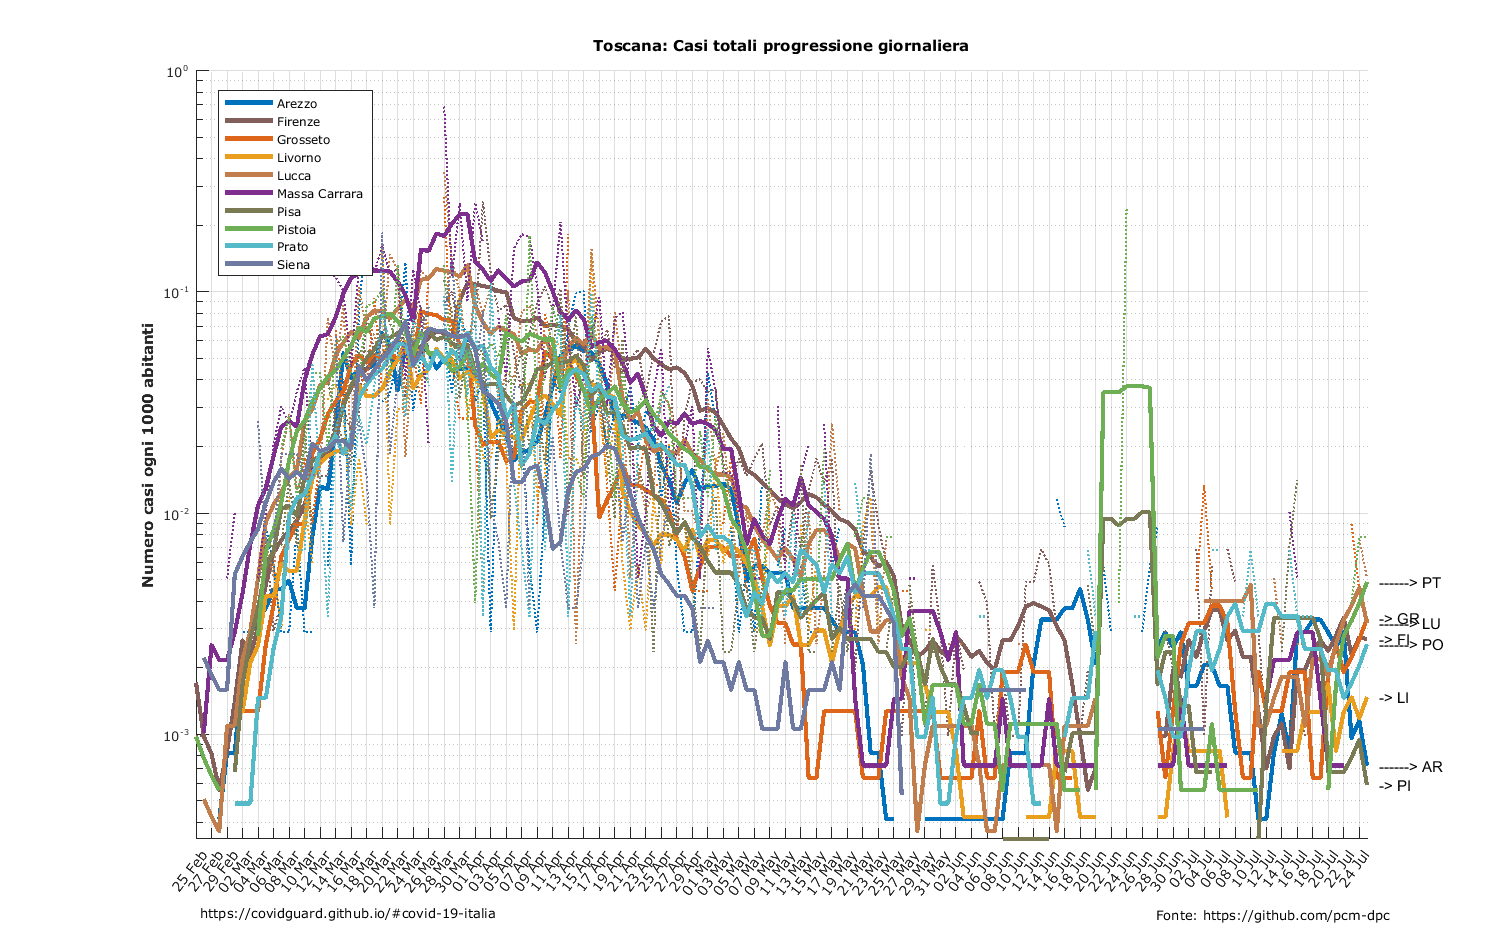 Toscana: Casi totali progressione giornaliera
Numero casi ogni 1000 abitanti
10^0
10^-1
10^-2
10^-3
Arezzo
Firenze
Grosseto
Livorno
Lucca
Massa Carrara
Pisa
Pistoia
Prato
Siena
------> PT
-> GR
------> LU
-> FI
------> PO
-> LI
------> AR
-> PI
25 Feb
27 Feb
29 Feb
02 Mar
04 Mar
06 Mar
08 Mar
10 Mar
12 Mar
14 Mar
16 Mar
18 Mar
20 Mar
22 Mar
24 Mar
26 Mar
28 Mar
30 Mar
01 Apr
03 Apr
05 Apr
07 Apr
09 Apr
11 Apr
13 Apr
15 Apr
17 Apr
19 Apr
21 Apr
23 Apr
25 Apr
27 Apr
29 Apr
01 May
03 May
05 May
07 May
09 May
11 May
13 May
15 May
17 May
19 May
21 May
23 May
25 May
27 May
29 May
31 May
02 Jun
04 Jun
06 Jun
08 Jun
10 Jun
12 Jun
14 Jun
16 Jun
18 Jun
20 Jun
22 Jun
24 Jun
26 Jun
28 Jun
30 Jun
02 Jul
04 Jul
06 Jul
08 Jul
10 Jul
12 Jul
14 Jul
16 Jul
18 Jul
20 Jul
22 Jul
24 Jul
https://covidguard.github.io/#covid-19-italia
Fonte: https://github.com/pcm-dpc